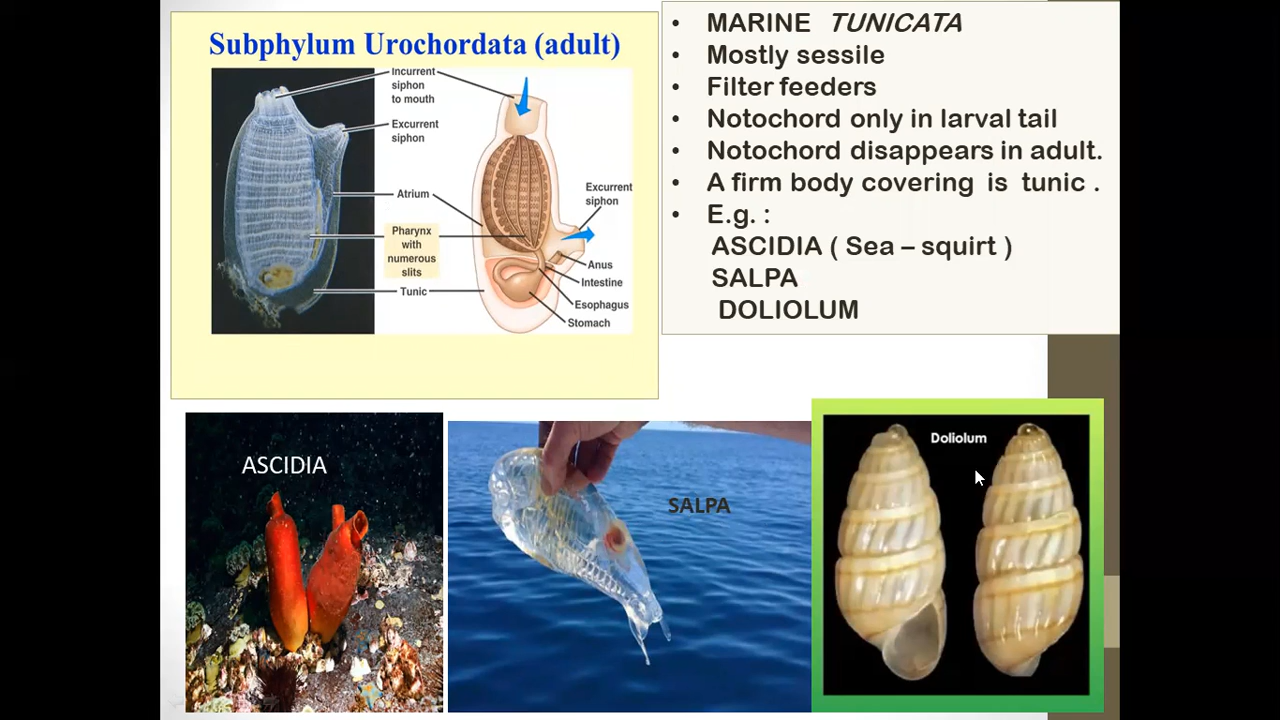 Subphylum Urochordata (adult)
Incurrent
siphon
to mouth
Excurrent
siphon
Atrium
Pharynx
with
numerous
slits
Tunic
Excurrent
siphon
Anus
Intestine
Esophagus
Stomach
• MARINE TUNICATA
• Mostly sessile
• Filter feeders
• Notochord only in larval tail
• Notochord disappears in adult.
• A firm body covering is tunic .
• E.g. :
ASCIDIA ( Sea – squirt )
SALPA
DOLIOLUM
ASCIDIA
SALPA
Doliolum